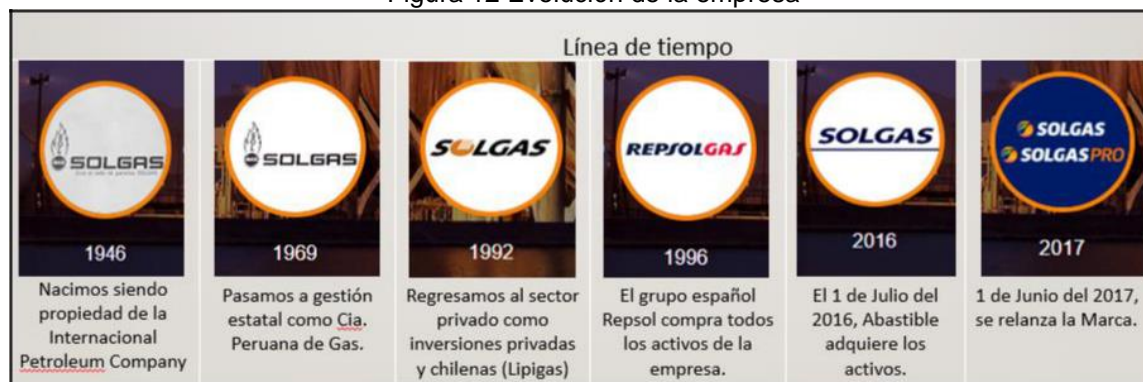 Figura 12 Evolución de la empresa
Línea de tiempo
SOLGAS
1946
Nacimos siendo
propiedad de la
Internacional
Petroleum Company
SOLGAS
1969
Pasamos a gestión
estatal como Cia.
Peruana de Gas.
SOLGAS
1992
Regresamos al sector
privado como
inversiones privadas
y chilenas (Lipigas)
REPSOLGAS
1996
El grupo español
Repsol compra todos
los activos de la
empresa.
SOLGAS
2016
El 1 de Julio del
2016, Abastible
adquiere los
activos.
SOLGAS
SOLGASPRO
2017
1 de Junio del 2017,
se relanza la Marca.